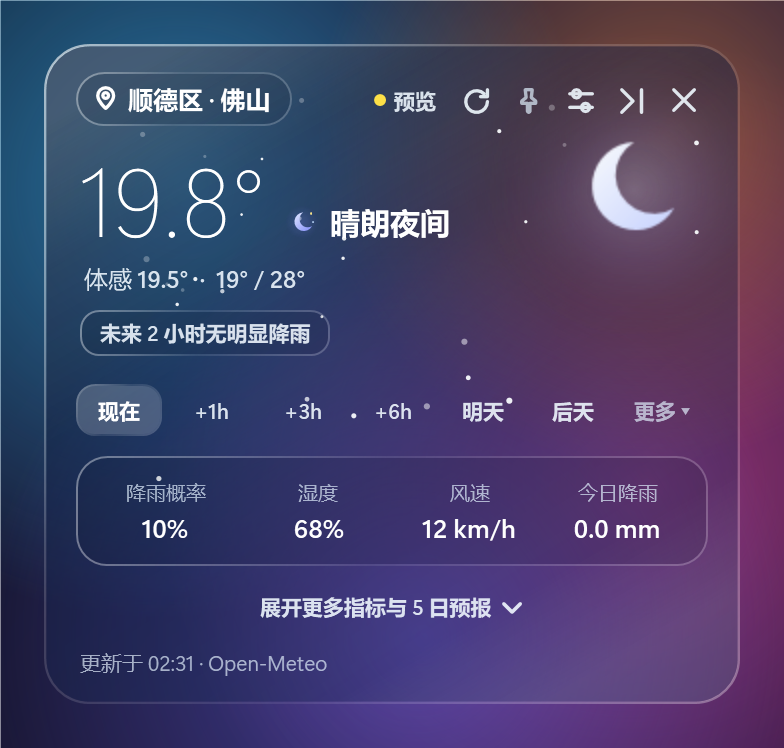 顺德区 · 佛山
预览
19.8°
晴朗夜间
体感 19.5° · 19° / 28°
未来 2 小时无明显降雨
现在 +1h +3h +6h 明天 后天 更多
降雨概率 湿度 风速 今日降雨
10% 68% 12 km/h 0.0 mm
展开更多指标与 5 日预报
更新于 02:31 · Open-Meteo